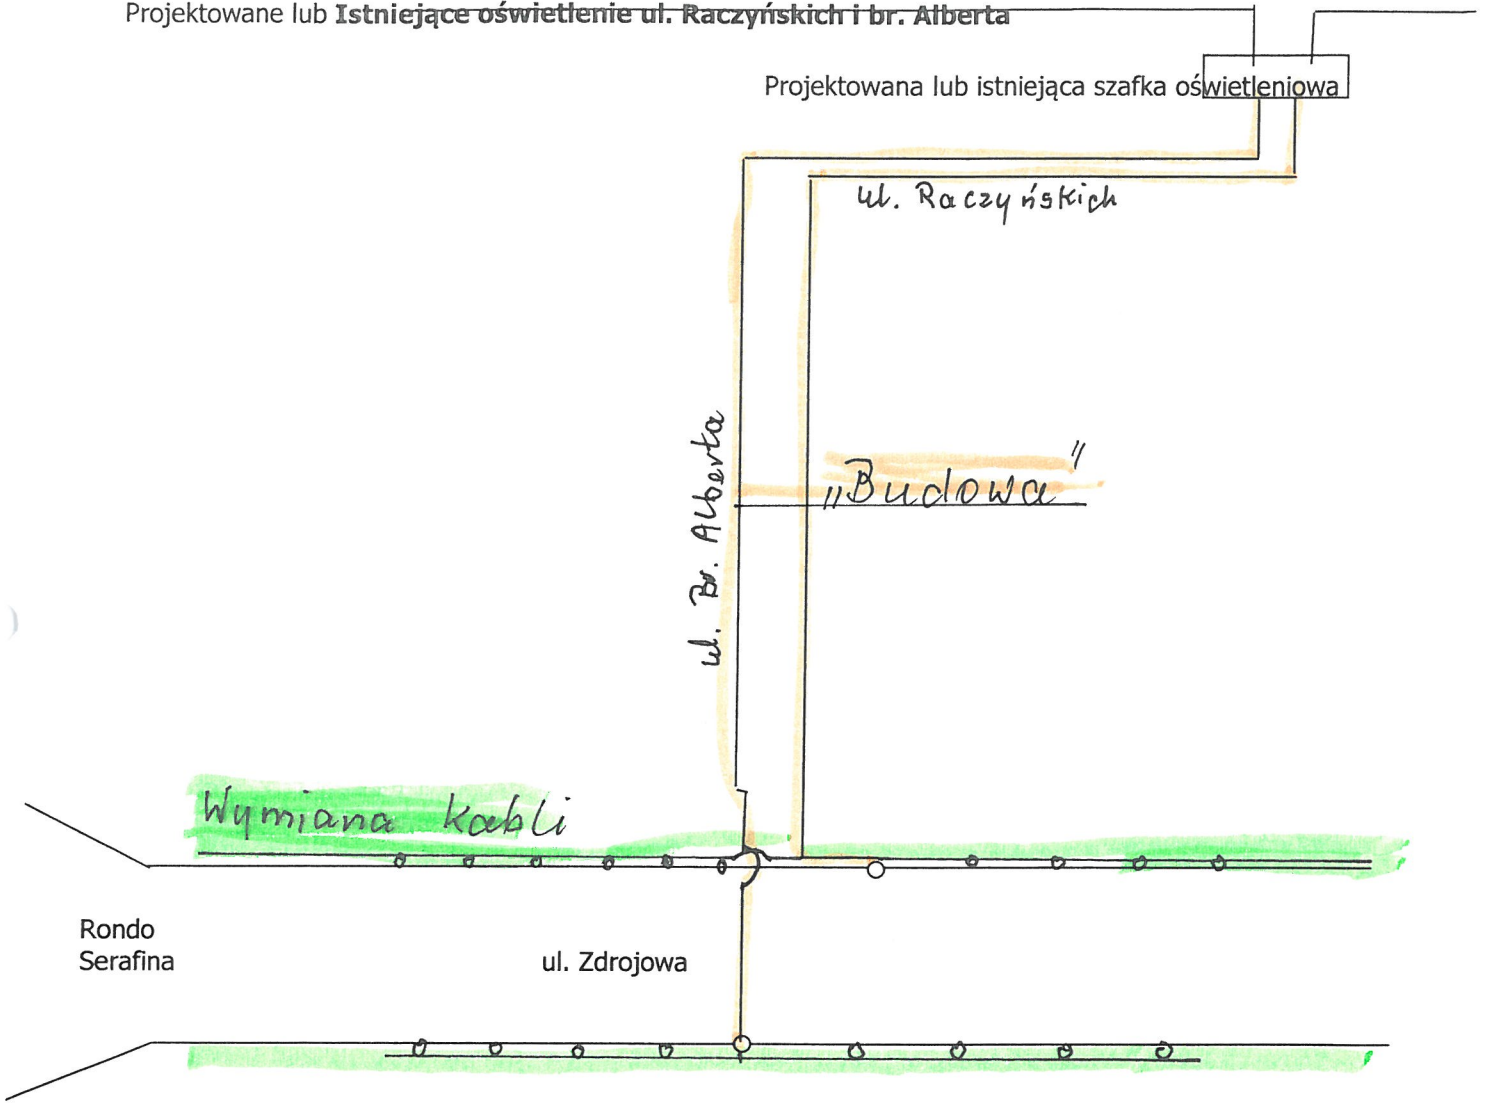 Projektowane lub Istniejące oświetlenie ul. Raczyńskich i br. Alberta
Projektowana lub istniejąca szafka oświetleniowa
ul. Raczyńskich
ul. Br. Alberta
„Budowa"
Wymiana kabli
Rondo
Serafina
ul. Zdrojowa